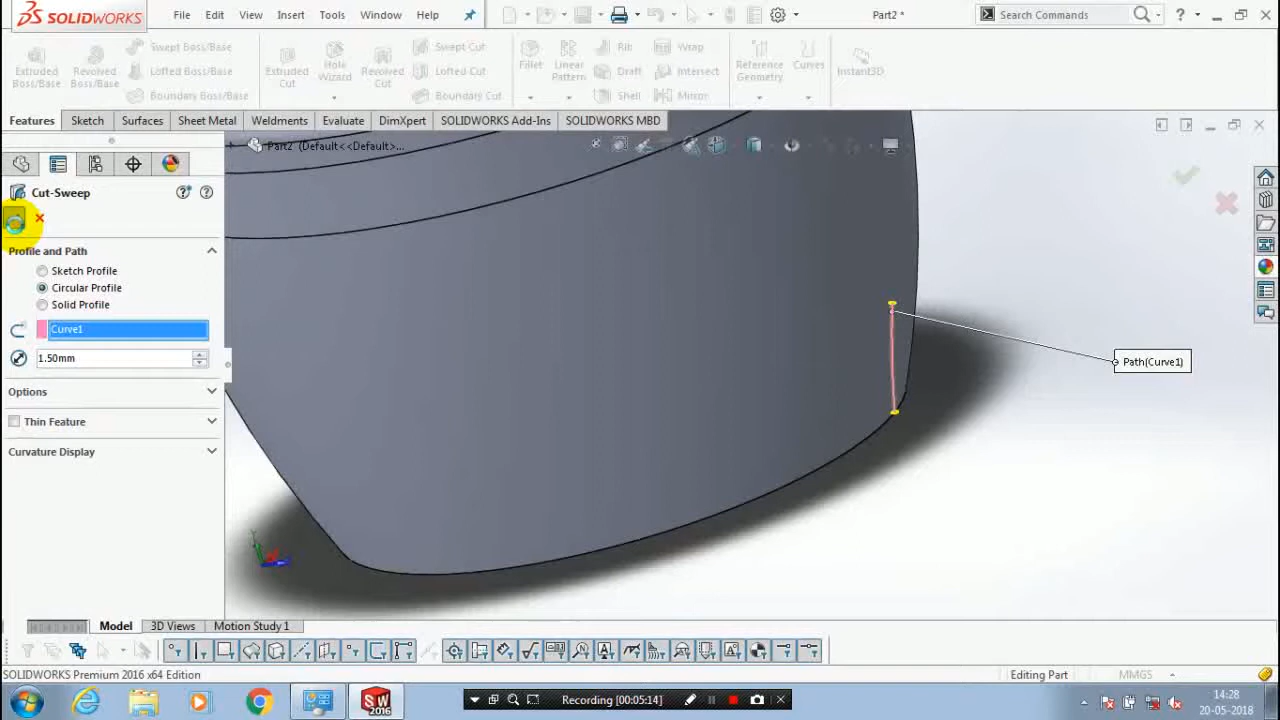 SOLIDWORKS File Edit View Insert Tools Window Help Part2 * Search Commands ?
Extruded Boss/Base Revolved Boss/Base Swept Boss/Base Lofted Boss/Base Boundary Boss/Base Extruded Cut Hole Wizard Revolved Cut Swept Cut Lofted Cut Boundary Cut Fillet Linear Pattern Rib Draft Shell Wrap Intersect Mirror Reference Geometry Curves Instant3D
Features Sketch Surfaces Sheet Metal Weldments Evaluate DimXpert SOLIDWORKS Add-Ins SOLIDWORKS MBD
Part2 (Default<<Default>...
Cut-Sweep
Profile and Path
Sketch Profile
Circular Profile
Solid Profile
Curve1
1.50mm
Path(Curve1)
Options
Thin Feature
Curvature Display
Model 3D Views Motion Study 1
SOLIDWORKS Premium 2016 x64 Edition Editing Part MMGS
SW 2016
Recording [00:05:14]
14:28
20-05-2018